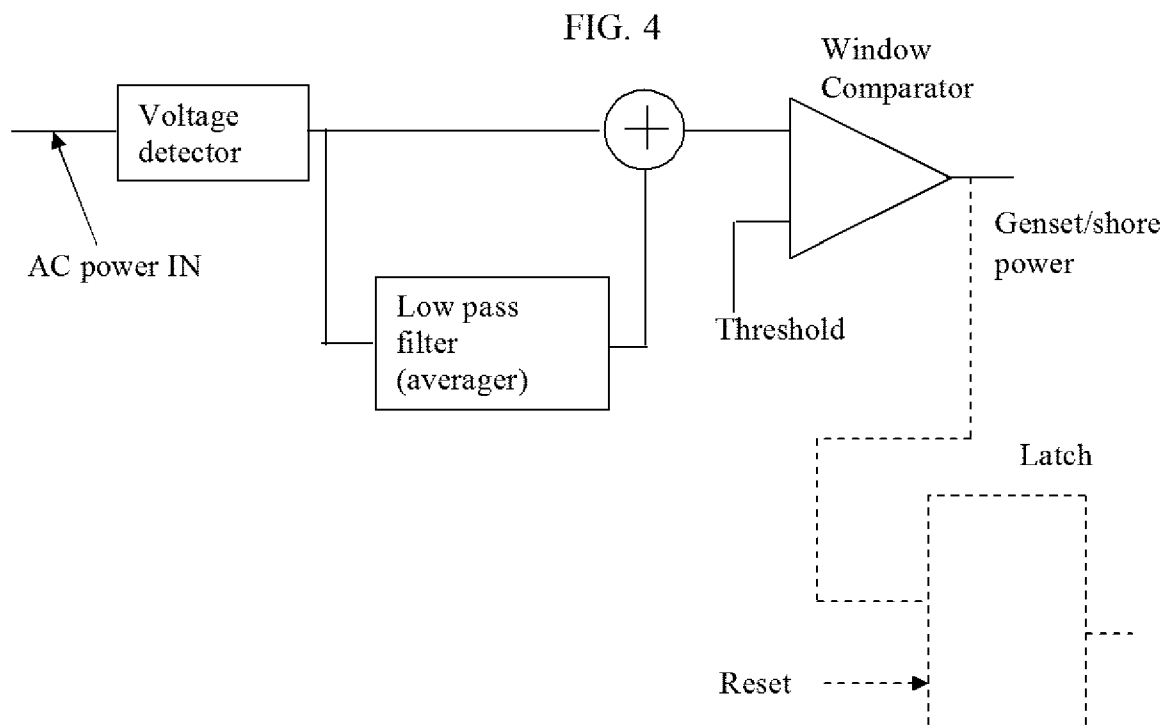 FIG. 4
Window
Comparator
Voltage
detector
+
AC power IN
Genset/shore
power
Low pass
filter
(averager)
Threshold
Latch
Reset